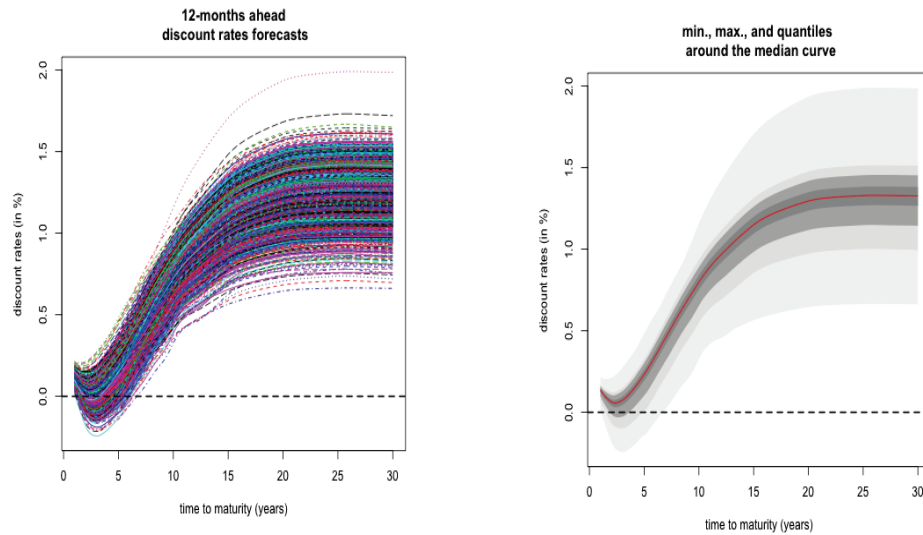 12-months ahead
discount rates forecasts
discount rates (in %)
2.0
1.5
1.0
0.5
0.0
0 5 10 15 20 25 30
time to maturity (years)
min., max., and quantiles
around the median curve
discount rates (in %)
2.0
1.5
1.0
0.5
0.0
0 5 10 15 20 25 30
time to maturity (years)